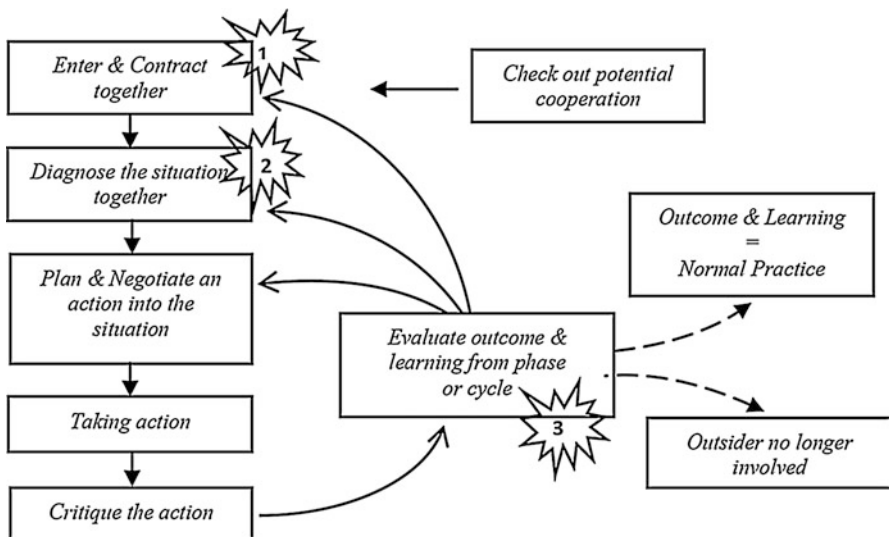 Enter & Contract
together
1
Check out potential
cooperation
Diagnose the situation
together
2
Outcome & Learning
=
Normal Practice
Plan & Negotiate an
action into the
situation
Evaluate outcome &
learning from phase
or cycle
3
Taking action
Outsider no longer
involved
Critique the action